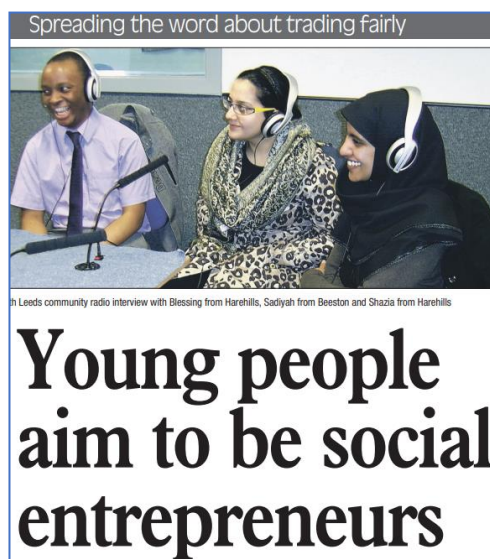 Spreading the word about trading fairly
Leeds community radio interview with Blessing from Harehills, Sadiyah from Beeston and Shazia from Harehills
Young people
aim to be social
entrepreneurs